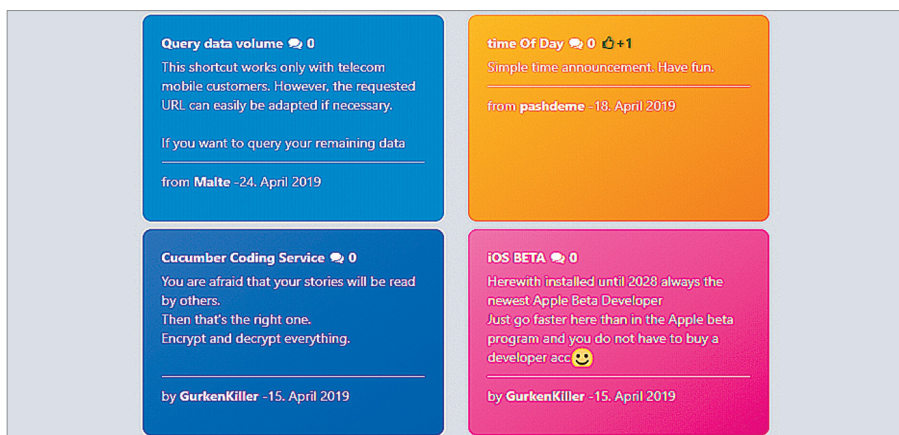 Query data volume 0
This shortcut works only with telecom
mobile customers. However, the requested
URL can easily be adapted if necessary.
If you want to query your remaining data
from Malte -24. April 2019
time Of Day 0 +1
Simple time announcement. Have fun.
from pashdeme -18. April 2019
Cucumber Coding Service 0
You are afraid that your stories will be read
by others.
Then that's the right one.
Encrypt and decrypt everything.
by GurkenKiller -15. April 2019
iOS BETA 0
Herewith installed until 2028 always the
newest Apple Beta Developer
Just go faster here than in the Apple beta
program and you do not have to buy a
developer acc
by GurkenKiller -15. April 2019